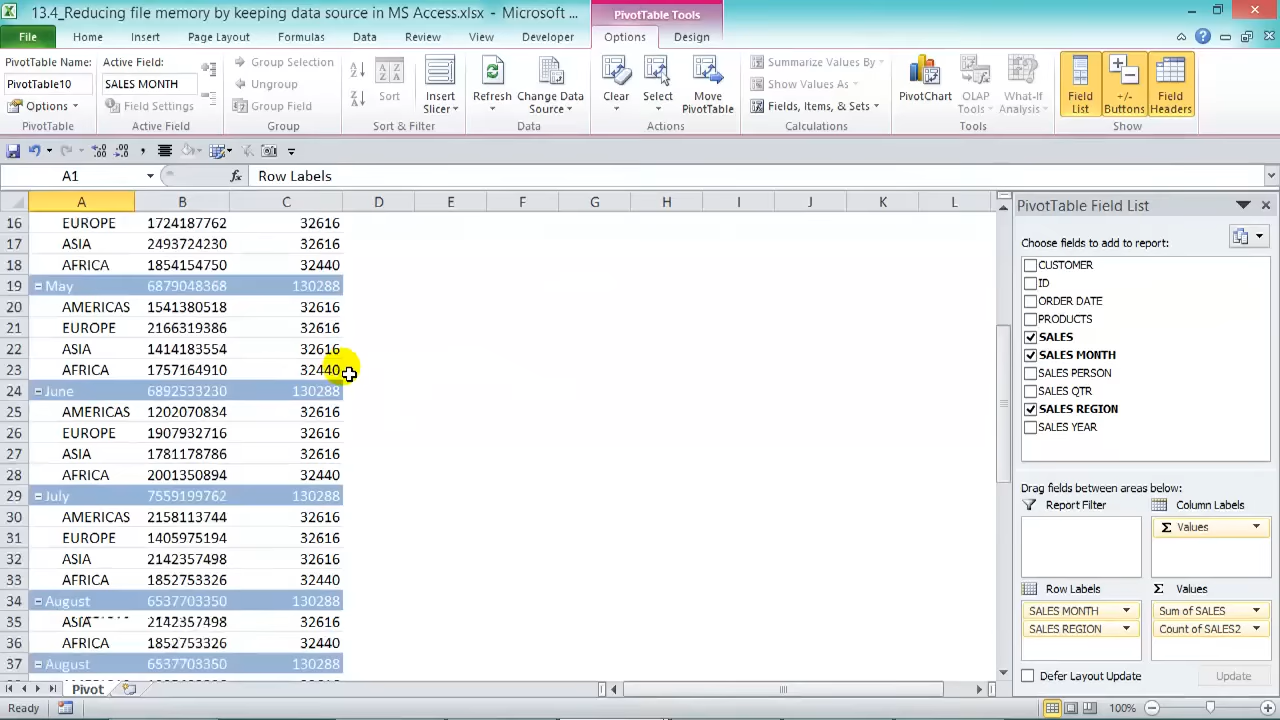 13.4_Reducing file memory by keeping data source in MS Access.xlsx - Microsoft ...
PivotTable Tools
File Home Insert Page Layout Formulas Data Review View Developer Options Design
PivotTable Name:
PivotTable10
Options
PivotTable
Active Field:
SALES MONTH
Field Settings
Active Field
Group Selection
Ungroup
Group Field
Group
Sort
Insert Slicer
Sort & Filter
Refresh
Change Data Source
Data
Clear
Select
Move PivotTable
Actions
Summarize Values By
Show Values As
Fields, Items, & Sets
Calculations
PivotChart
OLAP Tools
What-If Analysis
Tools
Field List
+/- Buttons
Field Headers
Show
A1 fx Row Labels
A B C D E F G H I J K L
16 EUROPE 1724187762 32616
17 ASIA 2493724230 32616
18 AFRICA 1854154750 32440
19 May 6879048368 130288
20 AMERICAS 1541380518 32616
21 EUROPE 2166319386 32616
22 ASIA 1414183554 32616
23 AFRICA 1757164910 32440
24 June 6892533230 130288
25 AMERICAS 1202070834 32616
26 EUROPE 1907932716 32616
27 ASIA 1781178786 32616
28 AFRICA 2001350894 32440
29 July 7559199762 130288
30 AMERICAS 2158113744 32616
31 EUROPE 1405975194 32616
32 ASIA 2142357498 32616
33 AFRICA 1852753326 32440
34 August 6537703350 130288
35 ASIA 2142357498 32616
36 AFRICA 1852753326 32440
37 August 6537703350 130288
PivotTable Field List
Choose fields to add to report:
CUSTOMER
ID
ORDER DATE
PRODUCTS
SALES
SALES MONTH
SALES PERSON
SALES QTR
SALES REGION
SALES YEAR
Drag fields between areas below:
Report Filter
Column Labels
Σ Values
Row Labels
Σ Values
SALES MONTH
Sum of SALES
SALES REGION
Count of SALES2
Defer Layout Update
Update
Pivot
Ready
100%